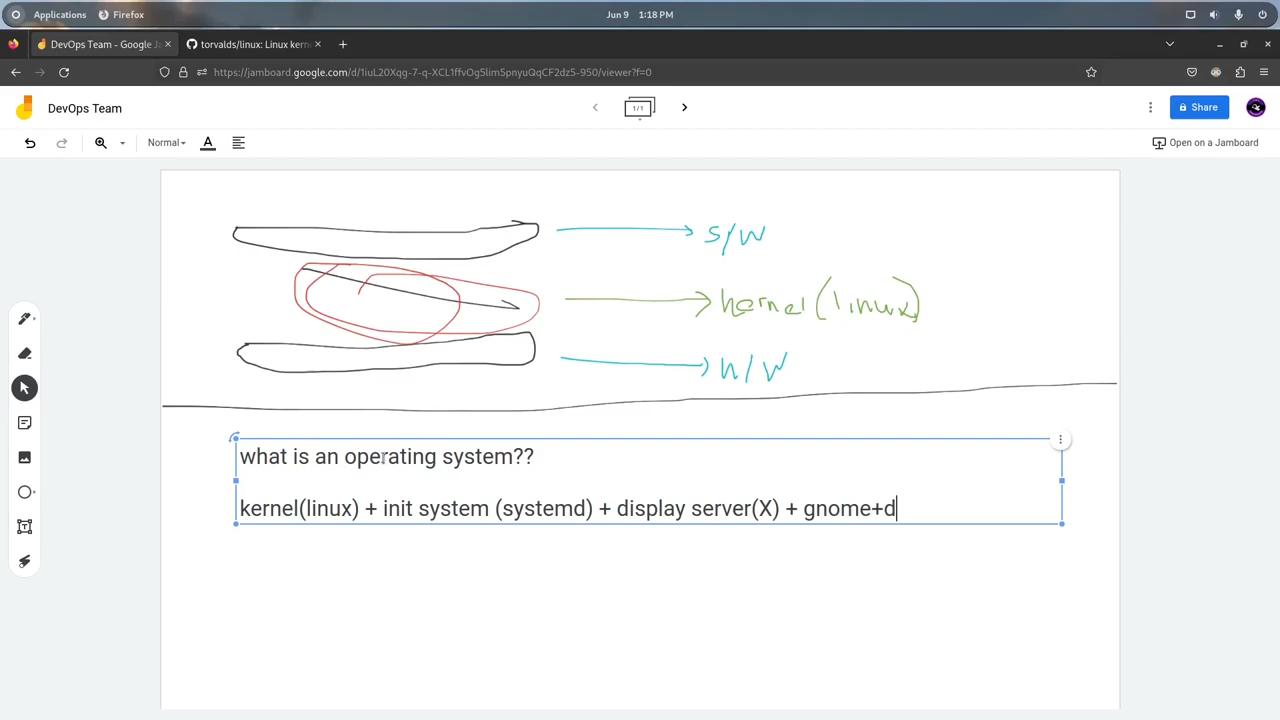 Applications Firefox Jun 9 1:18 PM
DevOps Team - Google Ja torvalds/linux: Linux kerne
https://jamboard.google.com/d/1iuL20Xqg-7-q-XCL1ffvOg5lim5pnyuQqCF2dz5-950/viewer?f=0
DevOps Team 1/1 Share
Normal A Open on a Jamboard
s/w
kernel(linux)
h/w
what is an operating system??
kernel(linux) + init system (systemd) + display server(X) + gnome+d